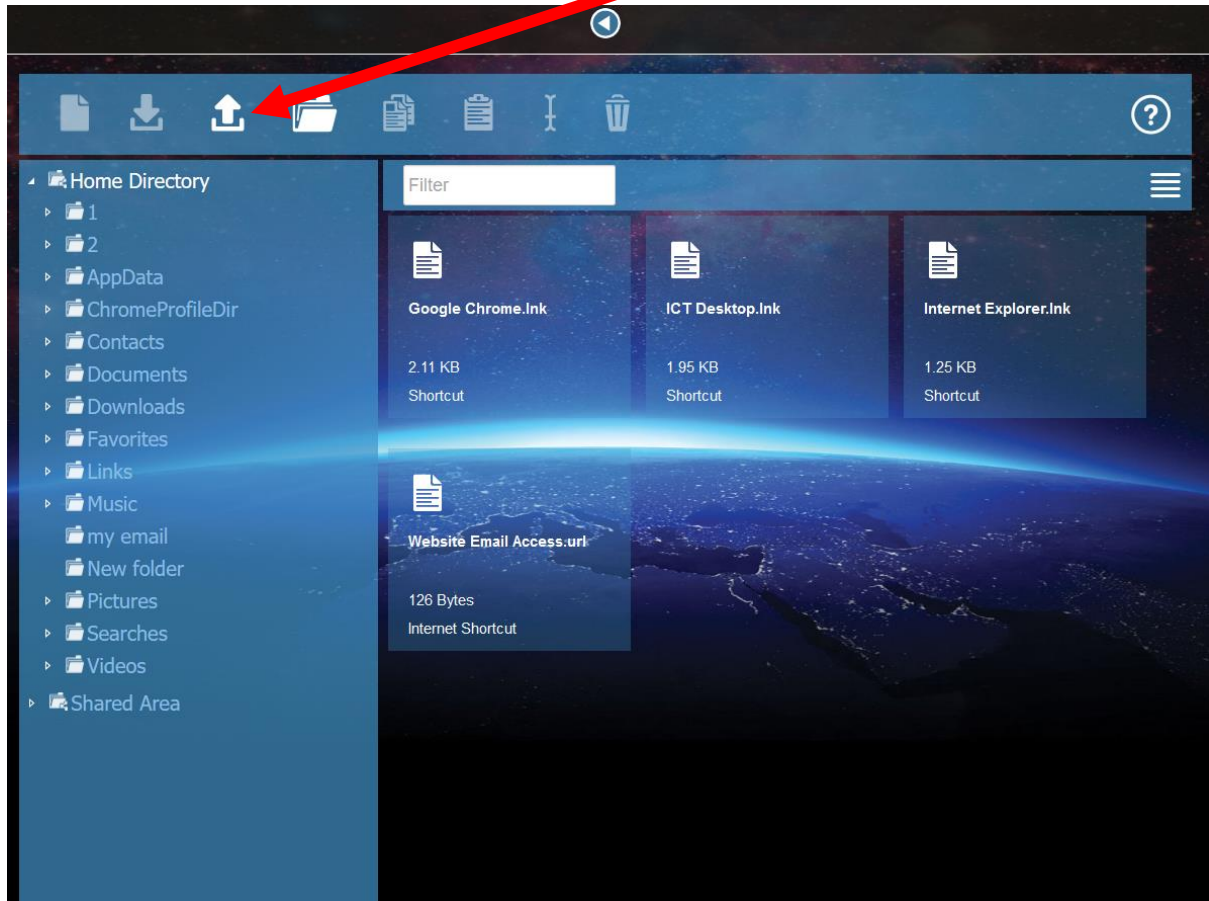 ?
Home Directory
1
2
AppData
ChromeProfileDir
Contacts
Documents
Downloads
Favorites
Links
Music
my email
New folder
Pictures
Searches
Videos
Shared Area
Filter
Google Chrome.lnk
2.11 KB
Shortcut
ICT Desktop.lnk
1.95 KB
Shortcut
Internet Explorer.lnk
1.25 KB
Shortcut
Website Email Access.url
126 Bytes
Internet Shortcut